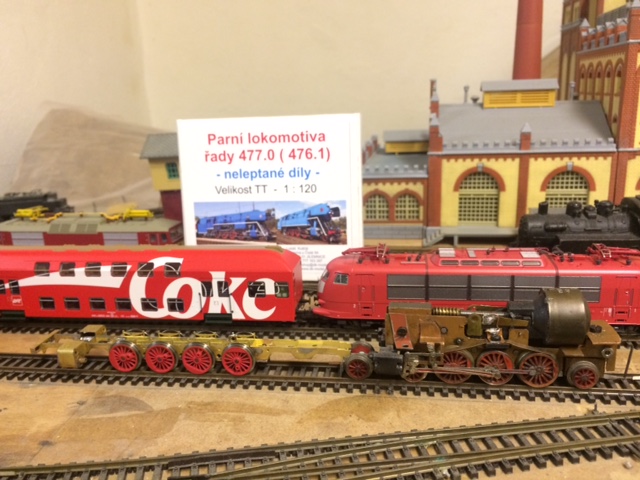 Parní lokomotiva
řady 477.0 ( 476.1)
- neleptané díly -
Velikost TT - 1 : 120
Coke